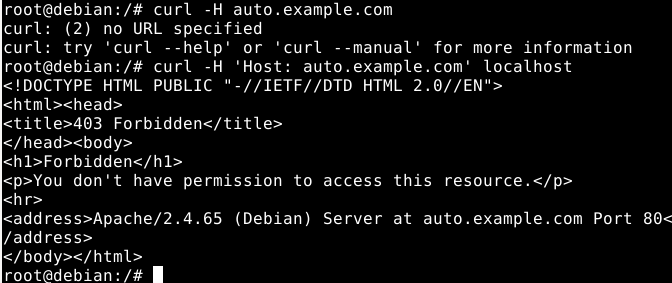 root@debian:/# curl -H auto.example.com
curl: (2) no URL specified
curl: try 'curl --help' or 'curl --manual' for more information
root@debian:/# curl -H 'Host: auto.example.com' localhost
<!DOCTYPE HTML PUBLIC "-//IETF//DTD HTML 2.0//EN">
<html><head>
<title>403 Forbidden</title>
</head><body>
<h1>Forbidden</h1>
<p>You don't have permission to access this resource.</p>
<hr>
<address>Apache/2.4.65 (Debian) Server at auto.example.com Port 80<
/address>
</body></html>
root@debian:/#